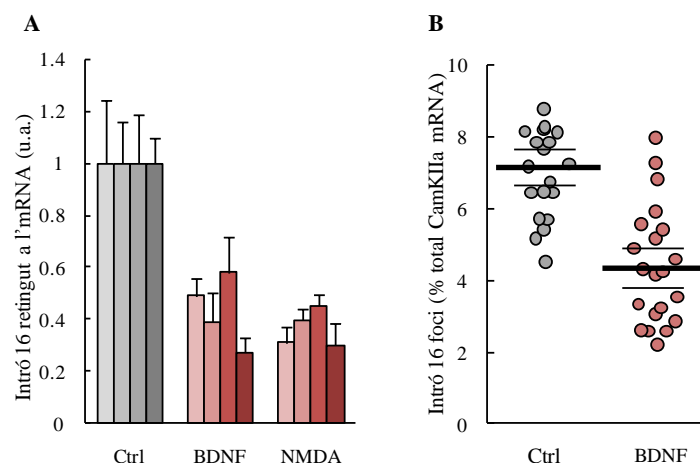 A
Intró 16 retingut a l'mRNA (u.a.)
1.4
1.2
1
0.8
0.6
0.4
0.2
0
Ctrl BDNF NMDA
B
Intró 16 foci (% total CamKIIa mRNA)
10
8
6
4
2
0
Ctrl BDNF